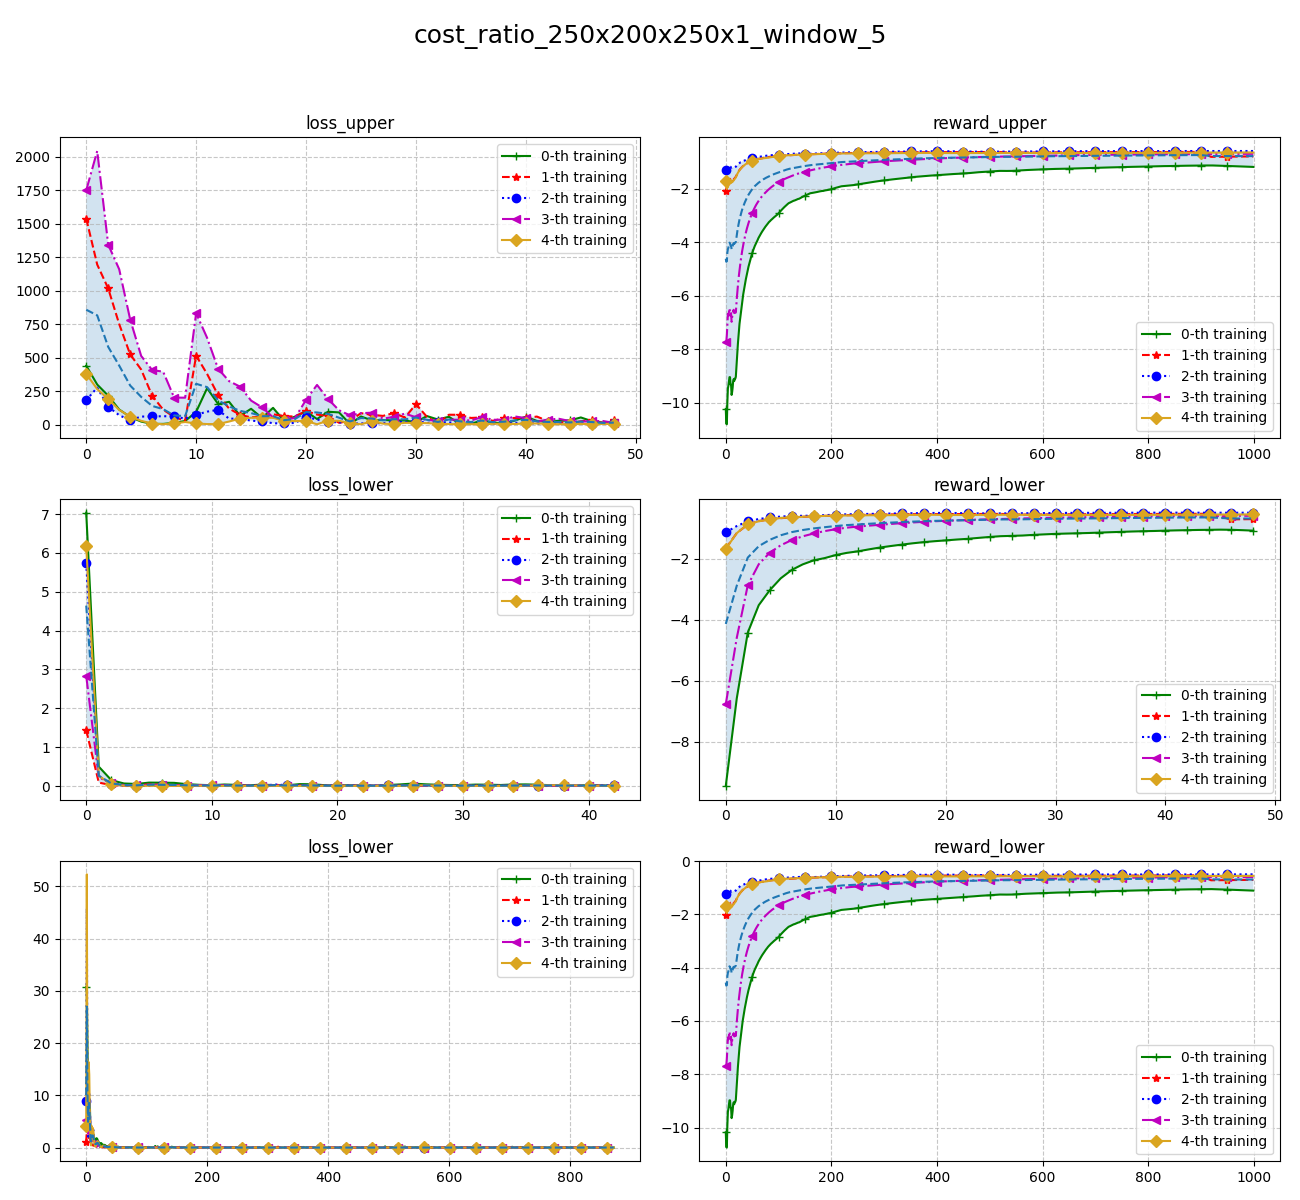 cost_ratio_250x200x250x1_window_5
loss_upper
2000
1750
1500
1250
1000
750
500
250
0
0-th training
1-th training
2-th training
3-th training
4-th training
0 10 20 30 40 50
reward_upper
−2
−4
−6
−8
−10
0-th training
1-th training
2-th training
3-th training
4-th training
0 200 400 600 800 1000
loss_lower
7
6
5
4
3
2
1
0
0-th training
1-th training
2-th training
3-th training
4-th training
0 10 20 30 40
reward_lower
−2
−4
−6
−8
0-th training
1-th training
2-th training
3-th training
4-th training
0 10 20 30 40 50
loss_lower
50
40
30
20
10
0
0-th training
1-th training
2-th training
3-th training
4-th training
0 200 400 600 800
reward_lower
0
−2
−4
−6
−8
−10
0-th training
1-th training
2-th training
3-th training
4-th training
0 200 400 600 800 1000